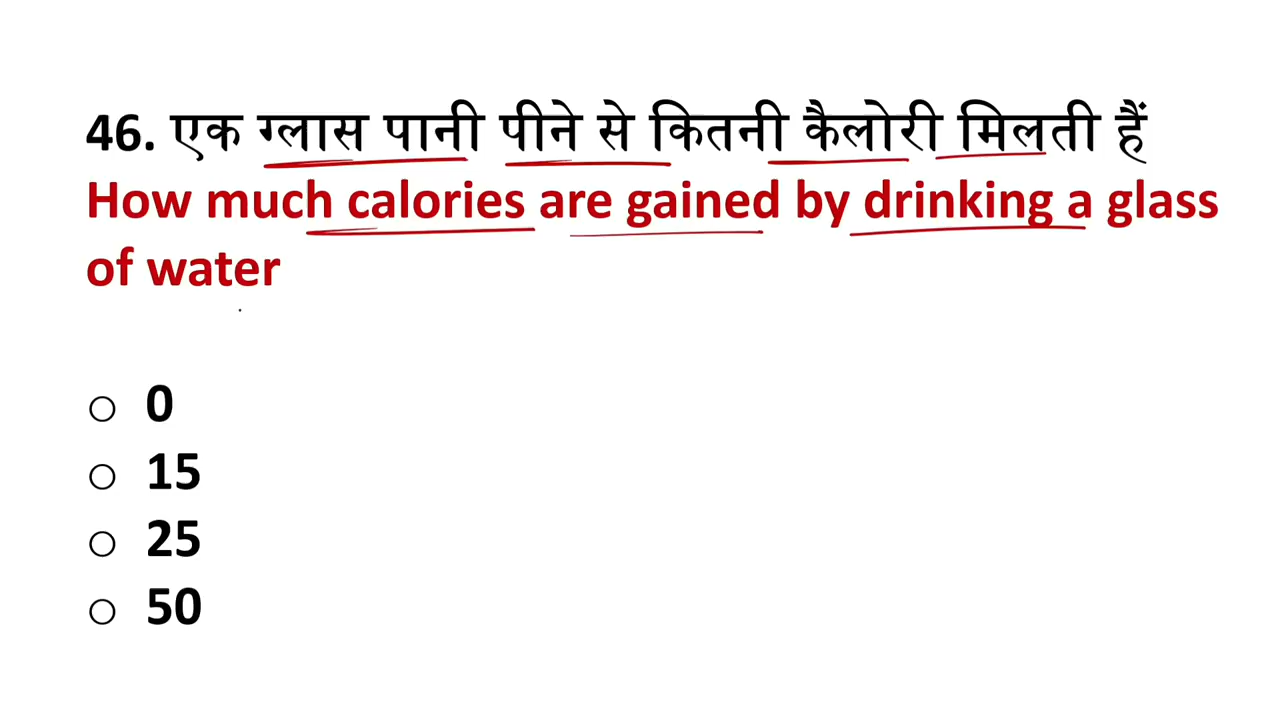 46. एक ग्लास पानी पीने से कितनी कैलोरी मिलती हैं
How much calories are gained by drinking a glass
of water
0
15
25
50